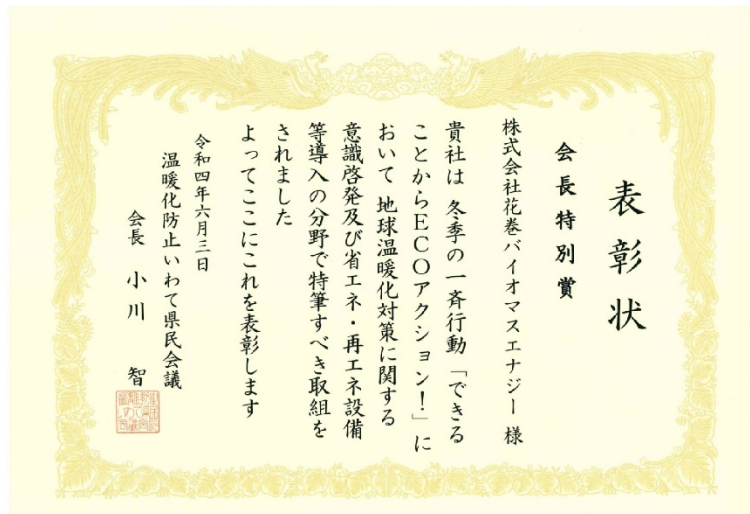 表彰状
会長特別賞
株式会社花巻バイオマスエナジー 様
貴社は 冬季の一斉行動「できる
ことからECOアクション!」に
おいて 地球温暖化対策に関する
意識啓発及び省エネ・再エネ設備
等導入の分野で特筆すべき取組を
されました
よってここにこれを表彰します
令和四年六月三日
温暖化防止いわて県民会議
会長 小川 智